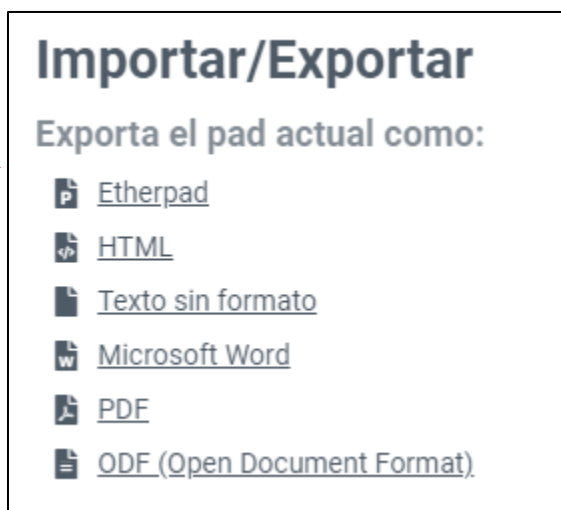 Importar/Exportar
Exporta el pad actual como:
Etherpad
HTML
Texto sin formato
Microsoft Word
PDF
ODF (Open Document Format)